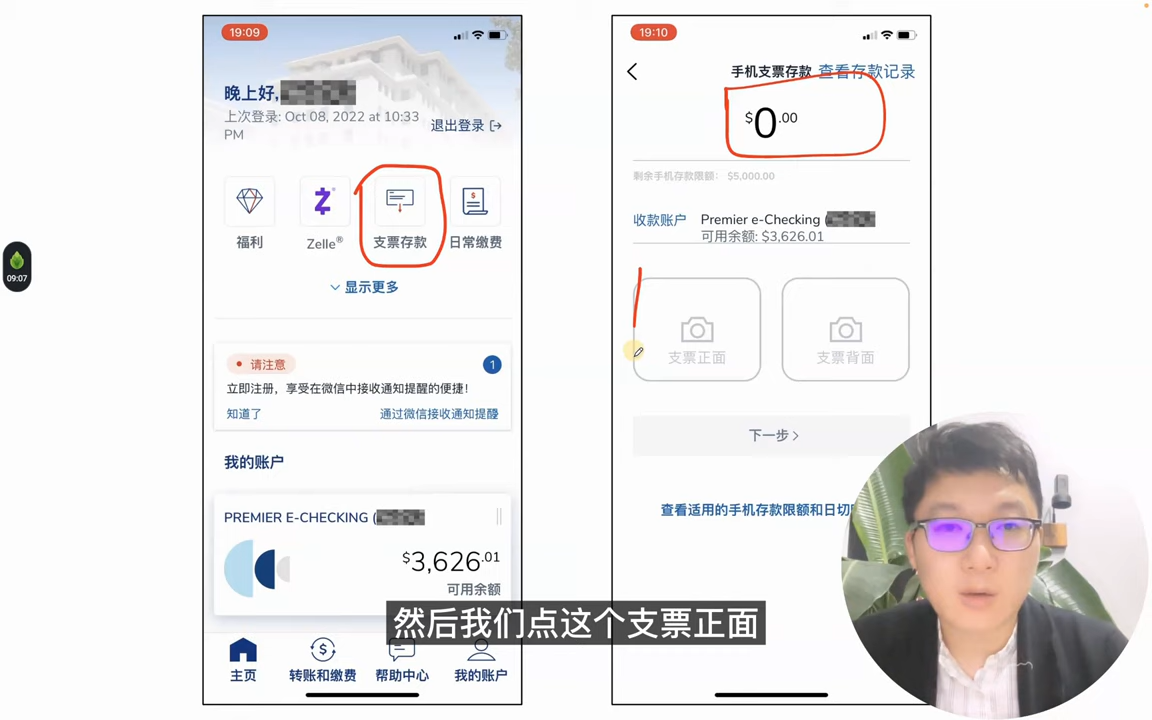 09:07
19:09
晚上好,
上次登录: Oct 08, 2022 at 10:33
PM
退出登录
福利
Zelle®
支票存款
日常缴费
显示更多
请注意
1
立即注册，享受在微信中接收通知提醒的便捷！
知道了
通过微信接收通知提醒
我的账户
PREMIER E-CHECKING (
$3,626.01
可用余额
主页
转账和缴费
帮助中心
我的账户
19:10
手机支票存款
查看存款记录
$0.00
剩余手机存款限额: $5,000.00
收款账户
Premier e-Checking (
可用余额: $3,626.01
支票正面
支票背面
下一步
查看适用的手机存款限额和日切
然后我们点这个支票正面